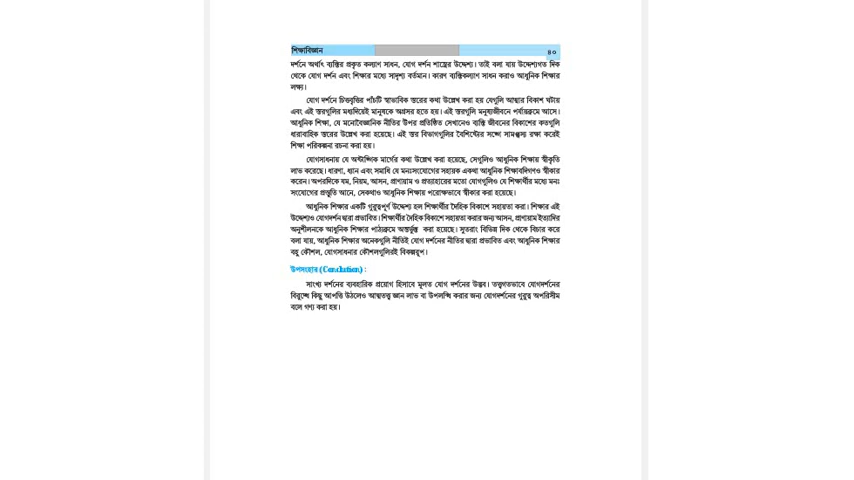 শিক্ষাবিজ্ঞান ৪০
দর্শনে অর্থাৎ ব্যক্তির প্রকৃত কল্যাণ সাধন, যোগ দর্শন শাস্ত্রের উদ্দেশ্য। তাই বলা যায় উদ্দেশ্যগত দিক
থেকে যোগ দর্শন এবং শিক্ষার মধ্যে সাদৃশ্য বর্তমান। কারণ ব্যক্তিকল্যাণ সাধন করাও আধুনিক শিক্ষার
লক্ষ্য।
যোগ দর্শনে চিত্তবৃত্তির পাঁচটি স্বাভাবিক স্তরের কথা উল্লেখ করা হয় যেগুলি আত্মার বিকাশ ঘটায়
এবং এই স্তরগুলির মধ্যদিয়েই মানুষকে অগ্রসর হতে হয়। এই স্তরগুলি মনুষ্যজীবনে পর্যায়ক্রমে আসে।
আধুনিক শিক্ষা, যে মনোবৈজ্ঞানিক নীতির উপর প্রতিষ্ঠিত সেখানেও ব্যক্তি জীবনের বিকাশের কতগুলি
ধারাবাহিক স্তরের উল্লেখ করা হয়েছে। এই স্তর বিভাগগুলির বৈশিষ্ট্যের সঙ্গে সামঞ্জস্য রক্ষা করেই
শিক্ষা পরিকল্পনা রচনা করা হয়।
যোগসাধনায় যে অষ্টাঙ্গিক মার্গের কথা উল্লেখ করা হয়েছে, সেগুলিও আধুনিক শিক্ষায় স্বীকৃতি
লাভ করেছে। ধারণা, ধ্যান এবং সমাধি যে মনঃসংযোগের সহায়ক একথা আধুনিক শিক্ষাবিদগণও স্বীকার
করেন। অপরদিকে যম, নিয়ম, আসন, প্রাণায়াম ও প্রত্যাহারের মতো যোগগুলিও যে শিক্ষার্থীর মধ্যে মনঃ
সংযোগের প্রস্তুতি আনে, সেকথাও আধুনিক শিক্ষায় পরোক্ষভাবে স্বীকার করা হয়েছে।
আধুনিক শিক্ষার একটি গুরুত্বপূর্ণ উদ্দেশ্য হল শিক্ষার্থীর দৈহিক বিকাশে সহায়তা করা। শিক্ষার এই
উদ্দেশ্যও যোগদর্শন দ্বারা প্রভাবিত। শিক্ষার্থীর দৈহিক বিকাশে সহায়তা করার জন্য আসন, প্রাণায়াম ইত্যাদির
অনুশীলনকে আধুনিক শিক্ষার পাঠ্যক্রমে অন্তর্ভুক্ত করা হয়েছে। সুতরাং বিভিন্ন দিক থেকে বিচার করে
বলা যায়, আধুনিক শিক্ষার অনেকগুলি নীতিই যোগ দর্শনের নীতির দ্বারা প্রভাবিত এবং আধুনিক শিক্ষার
বহু কৌশল, যোগসাধনার কৌশলগুলিরই বিকল্পরূপ।
উপসংহার (Conclusion) :
সাংখ্য দর্শনের ব্যবহারিক প্রয়োগ হিসাবে মূলত যোগ দর্শনের উদ্ভব। তত্ত্বগতভাবে যোগদর্শনের
বিরুদ্ধে কিছু আপত্তি উঠলেও আত্মতত্ত্ব জ্ঞান লাভ বা উপলব্ধি করার জন্য যোগদর্শনের গুরুত্ব অপরিসীম
বলে গণ্য করা হয়।